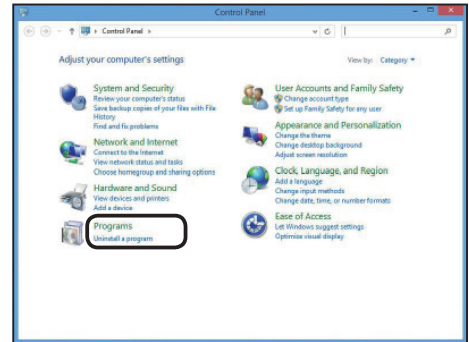 Control Panel
Control Panel
Adjust your computer's settings
View by: Category
System and Security
Review your computer's status
Save backup copies of your files with File
History
Find and fix problems
Network and Internet
Connect to the Internet
View network status and tasks
Choose homegroup and sharing options
Hardware and Sound
View devices and printers
Add a device
Programs
Uninstall a program
User Accounts and Family Safety
Change account type
Set up Family Safety for any user
Appearance and Personalization
Change the theme
Change desktop background
Adjust screen resolution
Clock, Language, and Region
Add a language
Change input methods
Change date, time, or number formats
Ease of Access
Let Windows suggest settings
Optimize visual display